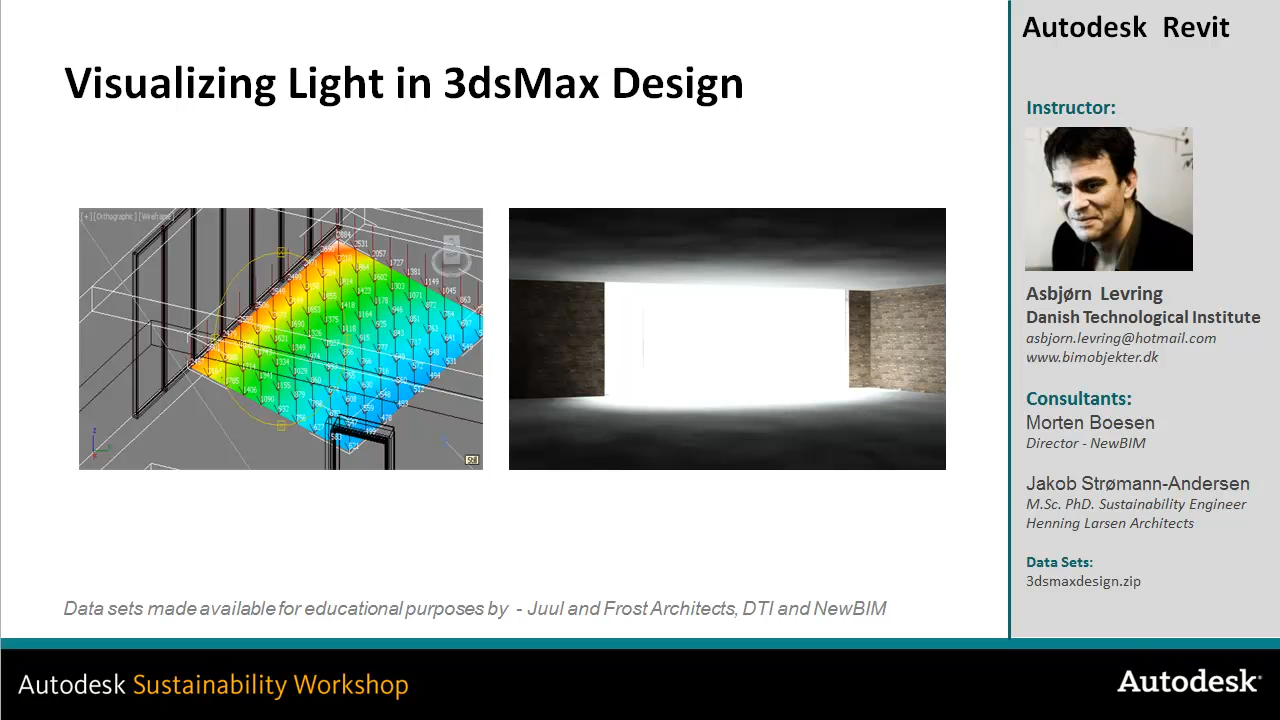 Visualizing Light in 3dsMax Design
[+][Orthographic][Wireframe]
Data sets made available for educational purposes by - Juul and Frost Architects, DTI and NewBIM
Autodesk Revit
Instructor:
Asbjørn Levring
Danish Technological Institute
asbjorn.levring@hotmail.com
www.bimobjekter.dk
Consultants:
Morten Boesen
Director - NewBIM
Jakob Strømann-Andersen
M.Sc. PhD. Sustainability Engineer
Henning Larsen Architects
Data Sets:
3dsmaxdesign.zip
Autodesk Sustainability Workshop
Autodesk